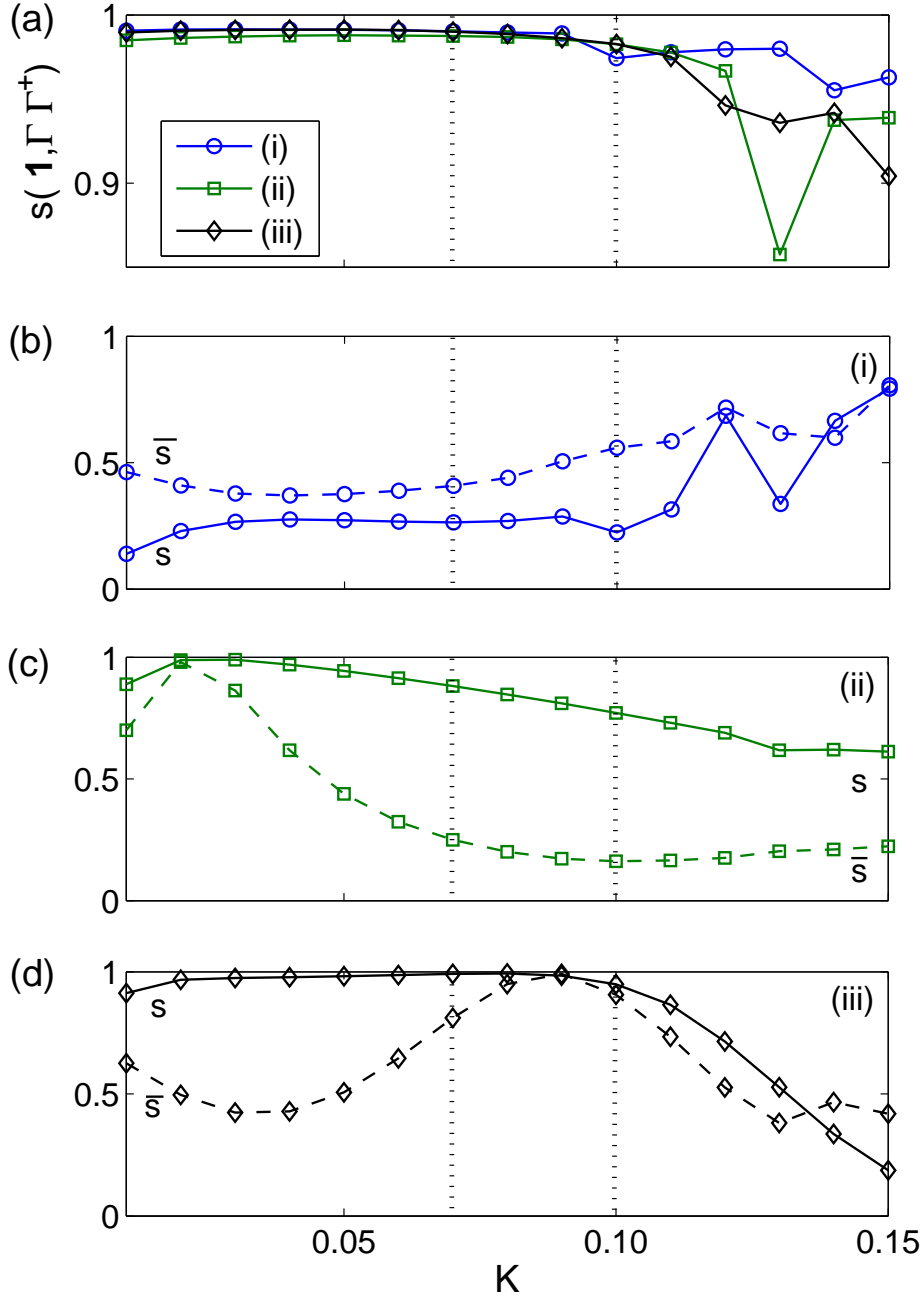 (a)
1
0.9
s( 1,Γ Γ⁺)
(i)
(ii)
(iii)
(b)
1
0.5
0
s̅
s
(i)
(c)
1
0.5
0
(ii)
s
s̅
(d)
1
0.5
0
s
s̅
(iii)
0.05
0.10
0.15
K